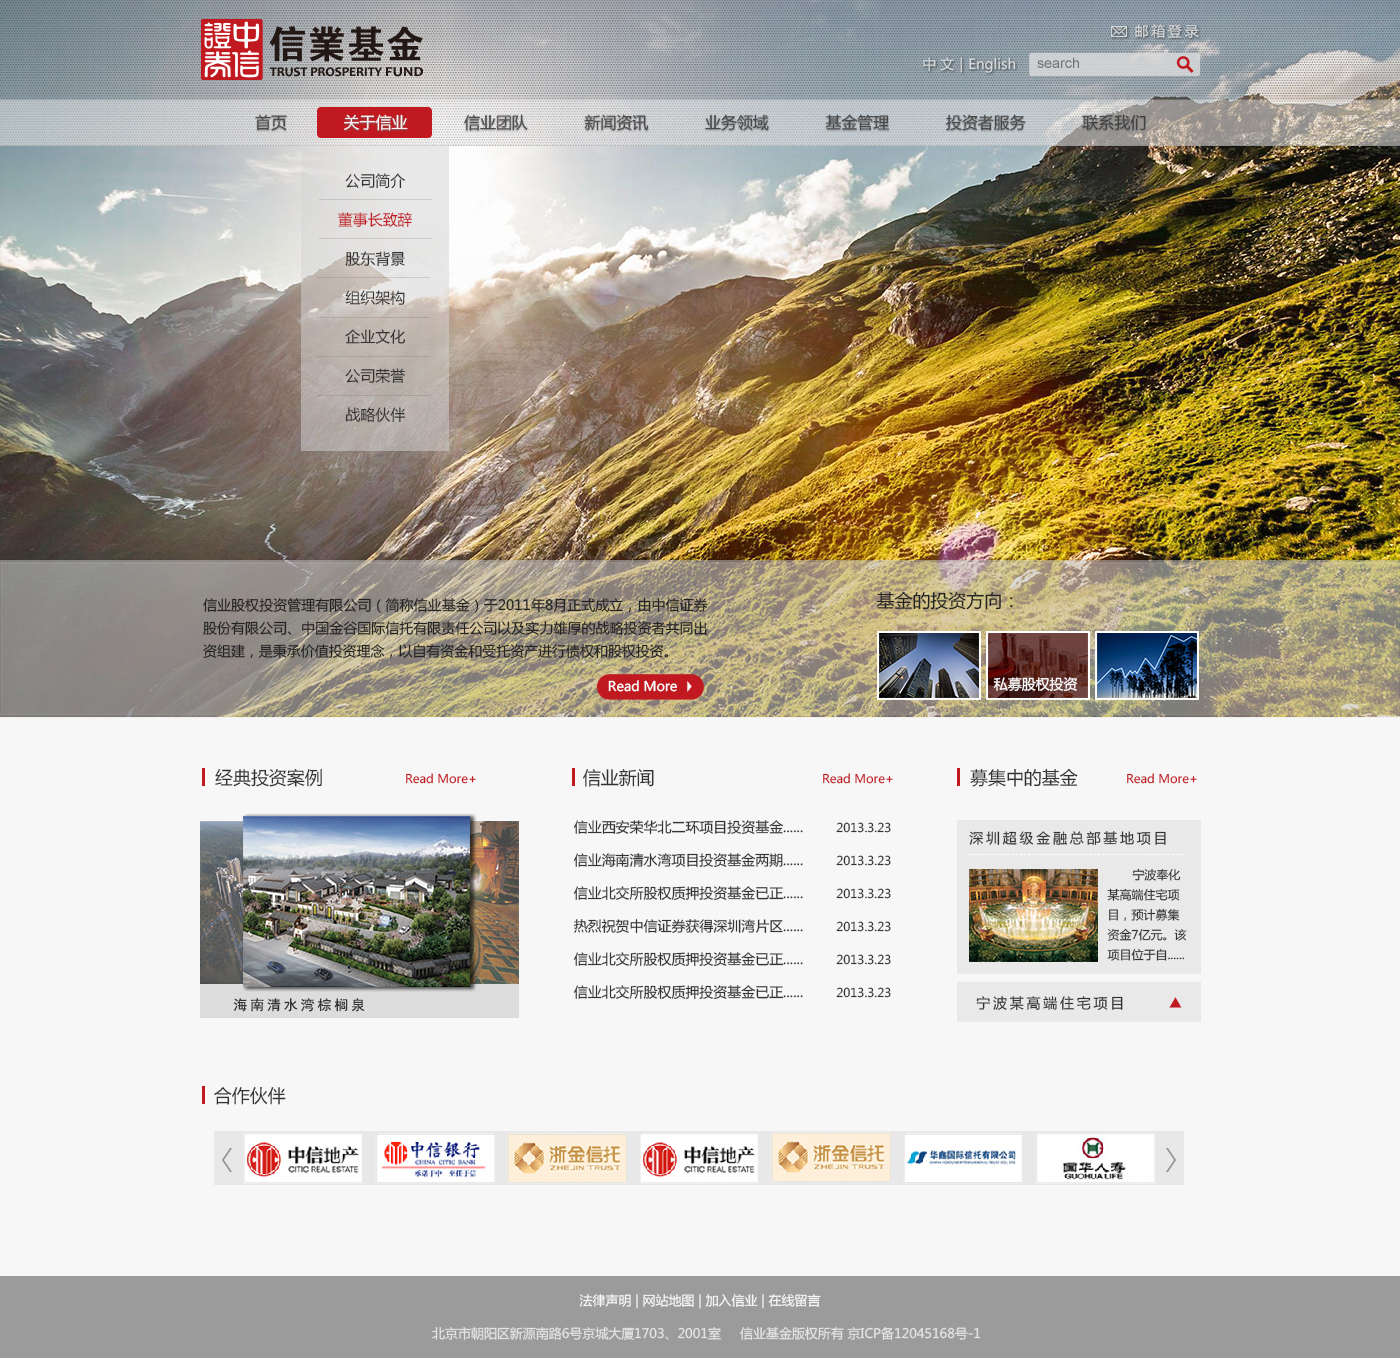 中信
證券
信業基金
TRUST PROSPERITY FUND
邮箱登录
中文 | English
search
首页 关于信业 信业团队 新闻资讯 业务领域 基金管理 投资者服务 联系我们
公司简介
董事长致辞
股东背景
组织架构
企业文化
公司荣誉
战略伙伴
信业股权投资管理有限公司（简称信业基金）于2011年8月正式成立，由中信证券
股份有限公司、中国金谷国际信托有限责任公司以及实力雄厚的战略投资者共同出
资组建，是秉承价值投资理念，以自有资金和受托资产进行债权和股权投资。
Read More
基金的投资方向：
私募股权投资
经典投资案例 Read More+
海南清水湾棕榈泉
信业新闻 Read More+
信业西安荣华北二环项目投资基金...... 2013.3.23
信业海南清水湾项目投资基金两期...... 2013.3.23
信业北交所股权质押投资基金已正...... 2013.3.23
热烈祝贺中信证券获得深圳湾片区...... 2013.3.23
信业北交所股权质押投资基金已正...... 2013.3.23
信业北交所股权质押投资基金已正...... 2013.3.23
募集中的基金 Read More+
深圳超级金融总部基地项目
宁波奉化
某高端住宅项
目，预计募集
资金7亿元。该
项目位于自......
宁波某高端住宅项目
合作伙伴
中信地产
CITIC REAL ESTATE
中信银行
CHINA CITIC BANK
承诺于中 至任于信
浙金信托
ZHEJIN TRUST
中信地产
CITIC REAL ESTATE
浙金信托
ZHEJIN TRUST
华鑫国际信托有限公司
国华人寿
GUOHUA LIFE
法律声明 | 网站地图 | 加入信业 | 在线留言
北京市朝阳区新源南路6号京城大厦1703、2001室 信业基金版权所有 京ICP备12045168号-1